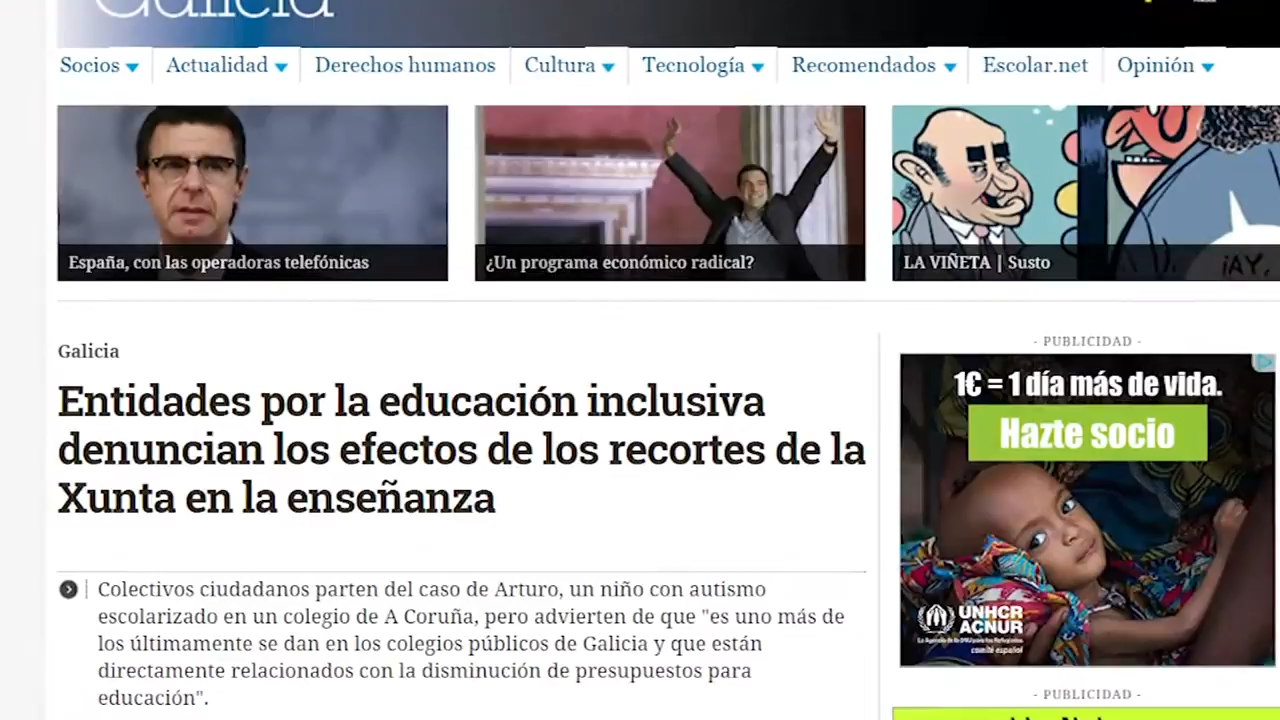 Galicia
Socios
Actualidad
Derechos humanos
Cultura
Tecnología
Recomendados
Escolar.net
Opinión
España, con las operadoras telefónicas
¿Un programa económico radical?
LA VIÑETA | Susto
¡AY,
Galicia
Entidades por la educación inclusiva
denuncian los efectos de los recortes de la
Xunta en la enseñanza
Colectivos ciudadanos parten del caso de Arturo, un niño con autismo
escolarizado en un colegio de A Coruña, pero advierten de que "es uno más de
los últimamente se dan en los colegios públicos de Galicia y que están
directamente relacionados con la disminución de presupuestos para
educación".
- PUBLICIDAD -
1€ = 1 día más de vida.
Hazte socio
UNHCR
ACNUR
La Agencia de la ONU para los Refugiados
comité español
- PUBLICIDAD -